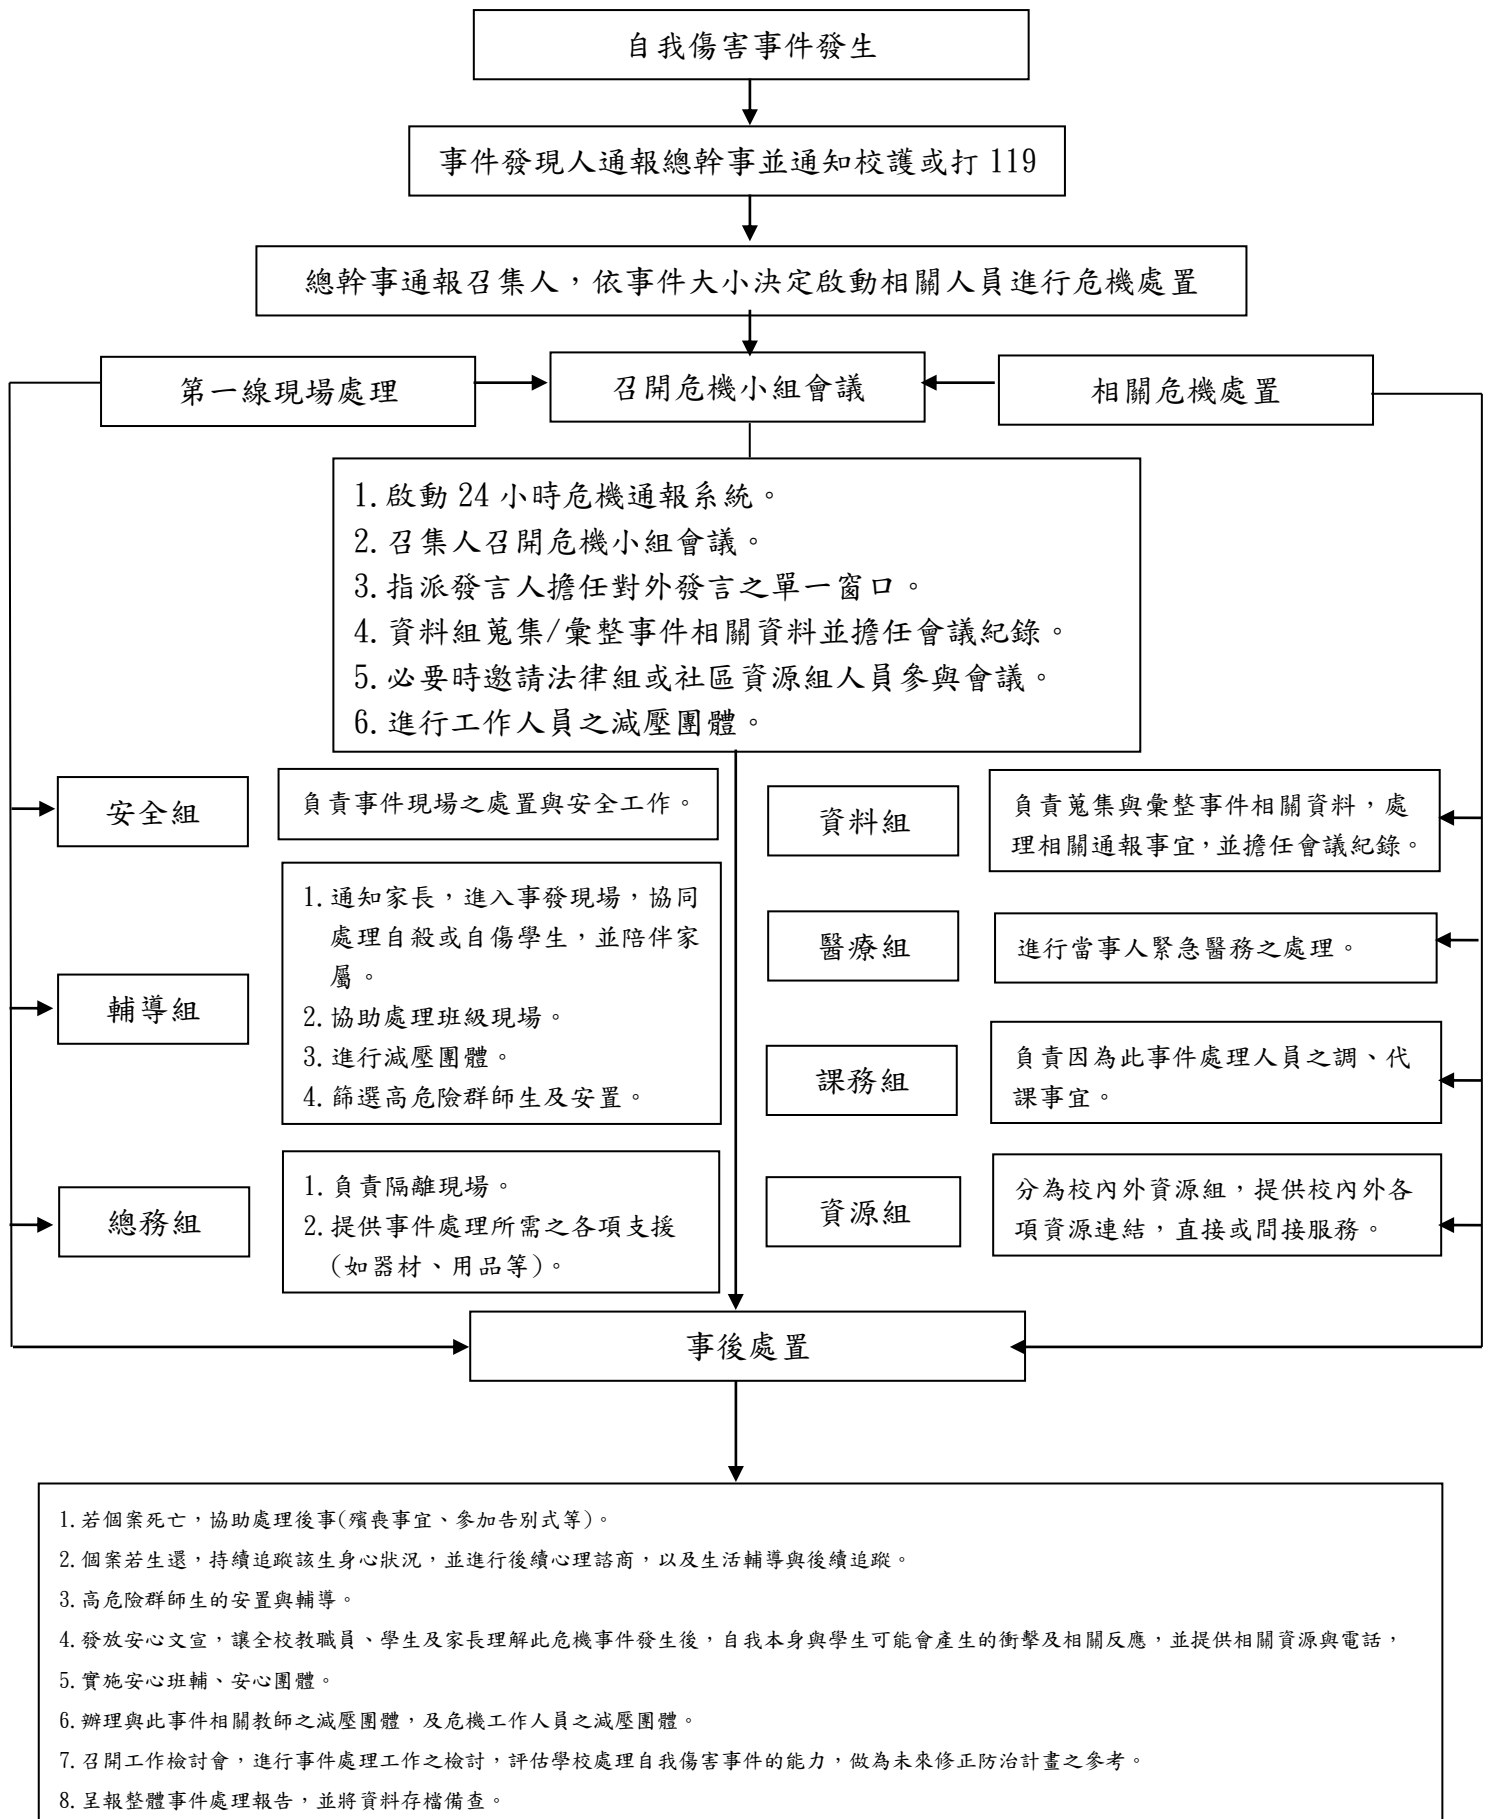 自我傷害事件發生
事件發現人通報總幹事並通知校護或打 119
總幹事通報召集人，依事件大小決定啟動相關人員進行危機處置
第一線現場處理
召開危機小組會議
相關危機處置
1.啟動 24 小時危機通報系統。
2.召集人召開危機小組會議。
3.指派發言人擔任對外發言之單一窗口。
4.資料組蒐集/彙整事件相關資料並擔任會議紀錄。
5.必要時邀請法律組或社區資源組人員參與會議。
6.進行工作人員之減壓團體。
安全組
負責事件現場之處置與安全工作。
輔導組
1.通知家長，進入事發現場，協同
處理自殺或自傷學生，並陪伴家
屬。
2.協助處理班級現場。
3.進行減壓團體。
4.篩選高危險群師生及安置。
總務組
1.負責隔離現場。
2.提供事件處理所需之各項支援
(如器材、用品等)。
資料組
負責蒐集與彙整事件相關資料，處
理相關通報事宜，並擔任會議紀錄。
醫療組
進行當事人緊急醫務之處理。
課務組
負責因為此事件處理人員之調、代
課事宜。
資源組
分為校內外資源組，提供校內外各
項資源連結，直接或間接服務。
事後處置
1.若個案死亡，協助處理後事(殯喪事宜、參加告別式等)。
2.個案若生還，持續追蹤該生身心狀況，並進行後續心理諮商，以及生活輔導與後續追蹤。
3.高危險群師生的安置與輔導。
4.發放安心文宣，讓全校教職員、學生及家長理解此危機事件發生後，自我本身與學生可能會產生的衝擊及相關反應，並提供相關資源與電話，
5.實施安心班輔、安心團體。
6.辦理與此事件相關教師之減壓團體，及危機工作人員之減壓團體。
7.召開工作檢討會，進行事件處理工作之檢討，評估學校處理自我傷害事件的能力，做為未來修正防治計畫之參考。
8.呈報整體事件處理報告，並將資料存檔備查。